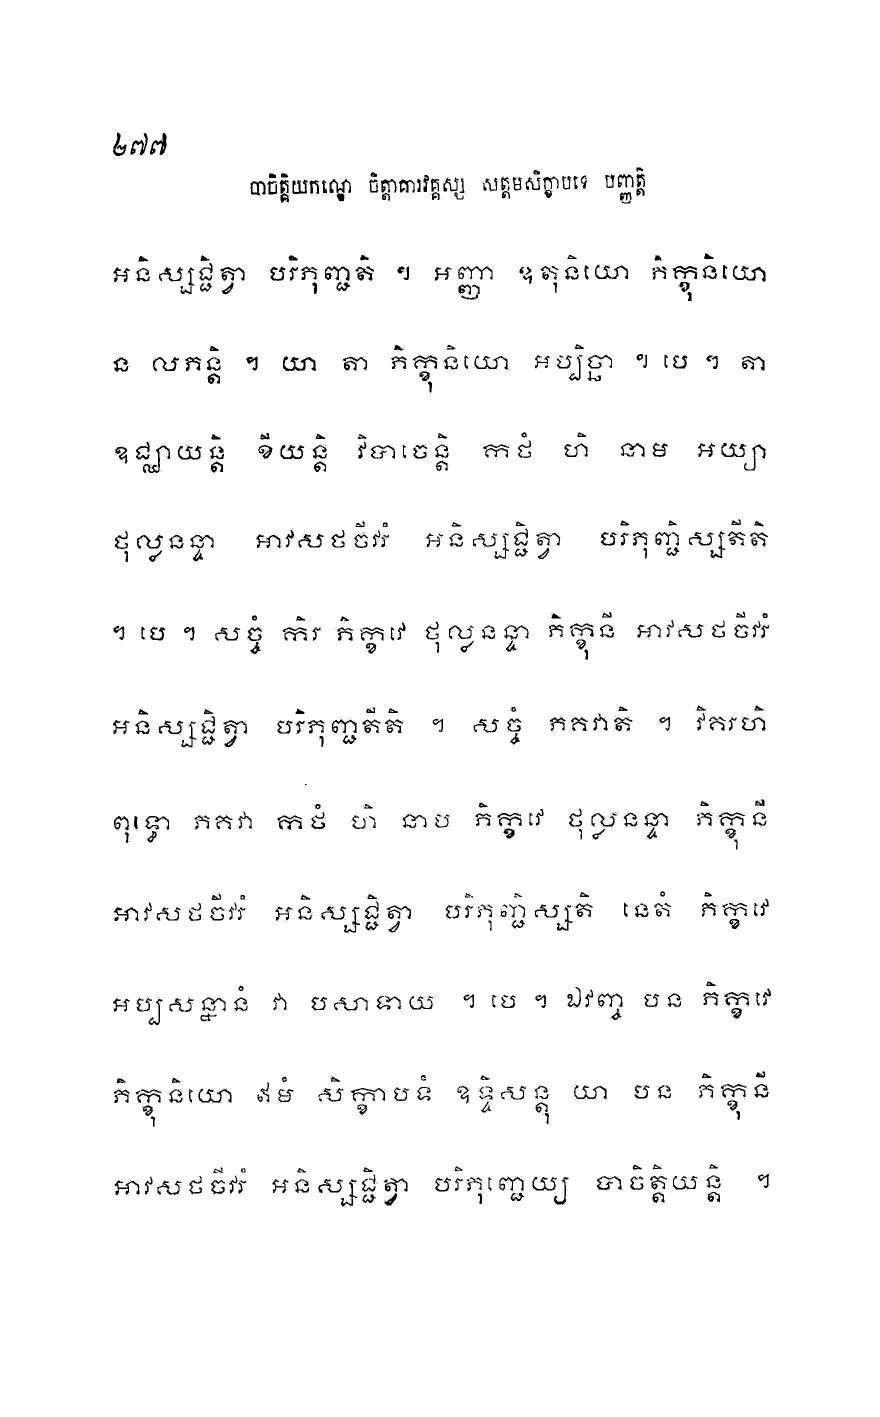 ២៧៧
បាចិត្តិយកណ្ឌេ ចិត្តាគារវគ្គស្ស សត្តមសិក្ខាបទេ បញ្ញត្តិ
អនិស្សជ្ជិត្វា បរិភុញ្ជតិ ។ អញ្ញា ឧតុនិយោ ភិក្ខុនិយោ
ន លភន្តិ ។ យា តា ភិក្ខុនិយោ អប្បិច្ឆា ។ បេ ។ តា
ឧជ្ឈាយន្តិ ខីយន្តិ វិបាចេន្តិ កថំ ហិ នាម អយ្យា
ថុល្លនន្ទា អាវសថចីវរំ អនិស្សជ្ជិត្វា បរិភុញ្ជិស្សតីតិ
។ បេ ។ សច្ចំ កិរ ភិក្ខវេ ថុល្លនន្ទា ភិក្ខុនី អាវសថចីវរំ
អនិស្សជ្ជិត្វា បរិភុញ្ជតីតិ ។ សច្ចំ ភគវាតិ ។ វិគរហិ
ពុទ្ធោ ភគវា កថំ ហិ នាម ភិក្ខវេ ថុល្លនន្ទា ភិក្ខុនី
អាវសថចីវរំ អនិស្សជ្ជិត្វា បរិភុញ្ជិស្សតិ នេតំ ភិក្ខវេ
អប្បសន្នានំ វា បសាទាយ ។ បេ ។ ឯវញ្ច បន ភិក្ខវេ
ភិក្ខុនិយោ ឥមំ សិក្ខាបទំ ឧទ្ទិសន្តុ យា បន ភិក្ខុនី
អាវសថចីវរំ អនិស្សជ្ជិត្វា បរិភុញ្ជេយ្យ បាចិត្តិយន្តិ ។